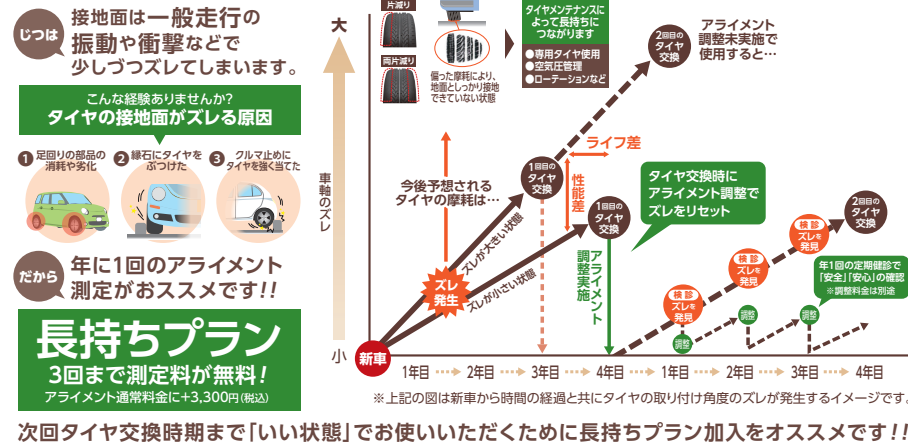 じつは
接地面は一般走行の
振動や衝撃などで
少しづつズレてしまいます。
こんな経験ありませんか?
タイヤの接地面がズレる原因
1 足回りの部品の
消耗や劣化
2 縁石にタイヤを
ぶつけた
3 クルマ止めに
タイヤを強く当てた
だから
年に1回のアライメント
測定がおススメです!!
長持ちプラン
3回まで測定料が無料!
アライメント通常料金に+3,300円(税込)
大
車軸のズレ
小
片減り
両片減り
偏った摩耗により、
地面としっかり接地
できていない状態
タイヤメンテナンスに
よって長持ちに
つながります
●専用タイヤ使用
●空気圧管理
●ローテーションなど
2回目の
タイヤ
交換
アライメント
調整未実施で
使用すると…
今後予想される
タイヤの摩耗は…
1回目の
タイヤ
交換
ライフ差
性能差
1回目の
タイヤ
交換
タイヤ交換時に
アライメント調整で
ズレをリセット
ズレが大きい状態
ズレが小さい状態
ズレ
発生
アライメント
調整実施
検診
ズレを
発見
検診
ズレを
発見
検診
ズレを
発見
2回目の
タイヤ
交換
調整
調整
調整
年1回の定期健診で
「安全」「安心」の確認
※調整料金は別途
新車
1年目 2年目 3年目 4年目 1年目 2年目 3年目 4年目
※上記の図は新車から時間の経過と共にタイヤの取り付け角度のズレが発生するイメージです。
次回タイヤ交換時期まで「いい状態」でお使いいただくために長持ちプラン加入をオススメです!!